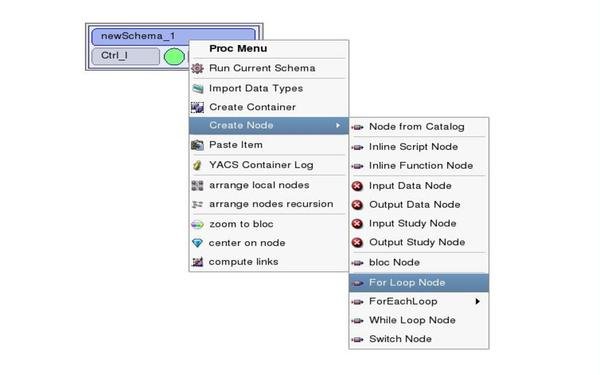 newSchema_1
Ctrl_I
Proc Menu
Run Current Schema
Import Data Types
Create Container
Create Node
Paste Item
YACS Container Log
arrange local nodes
arrange nodes recursion
zoom to bloc
center on node
compute links
Node from Catalog
Inline Script Node
Inline Function Node
Input Data Node
Output Data Node
Input Study Node
Output Study Node
bloc Node
For Loop Node
ForEachLoop
While Loop Node
Switch Node